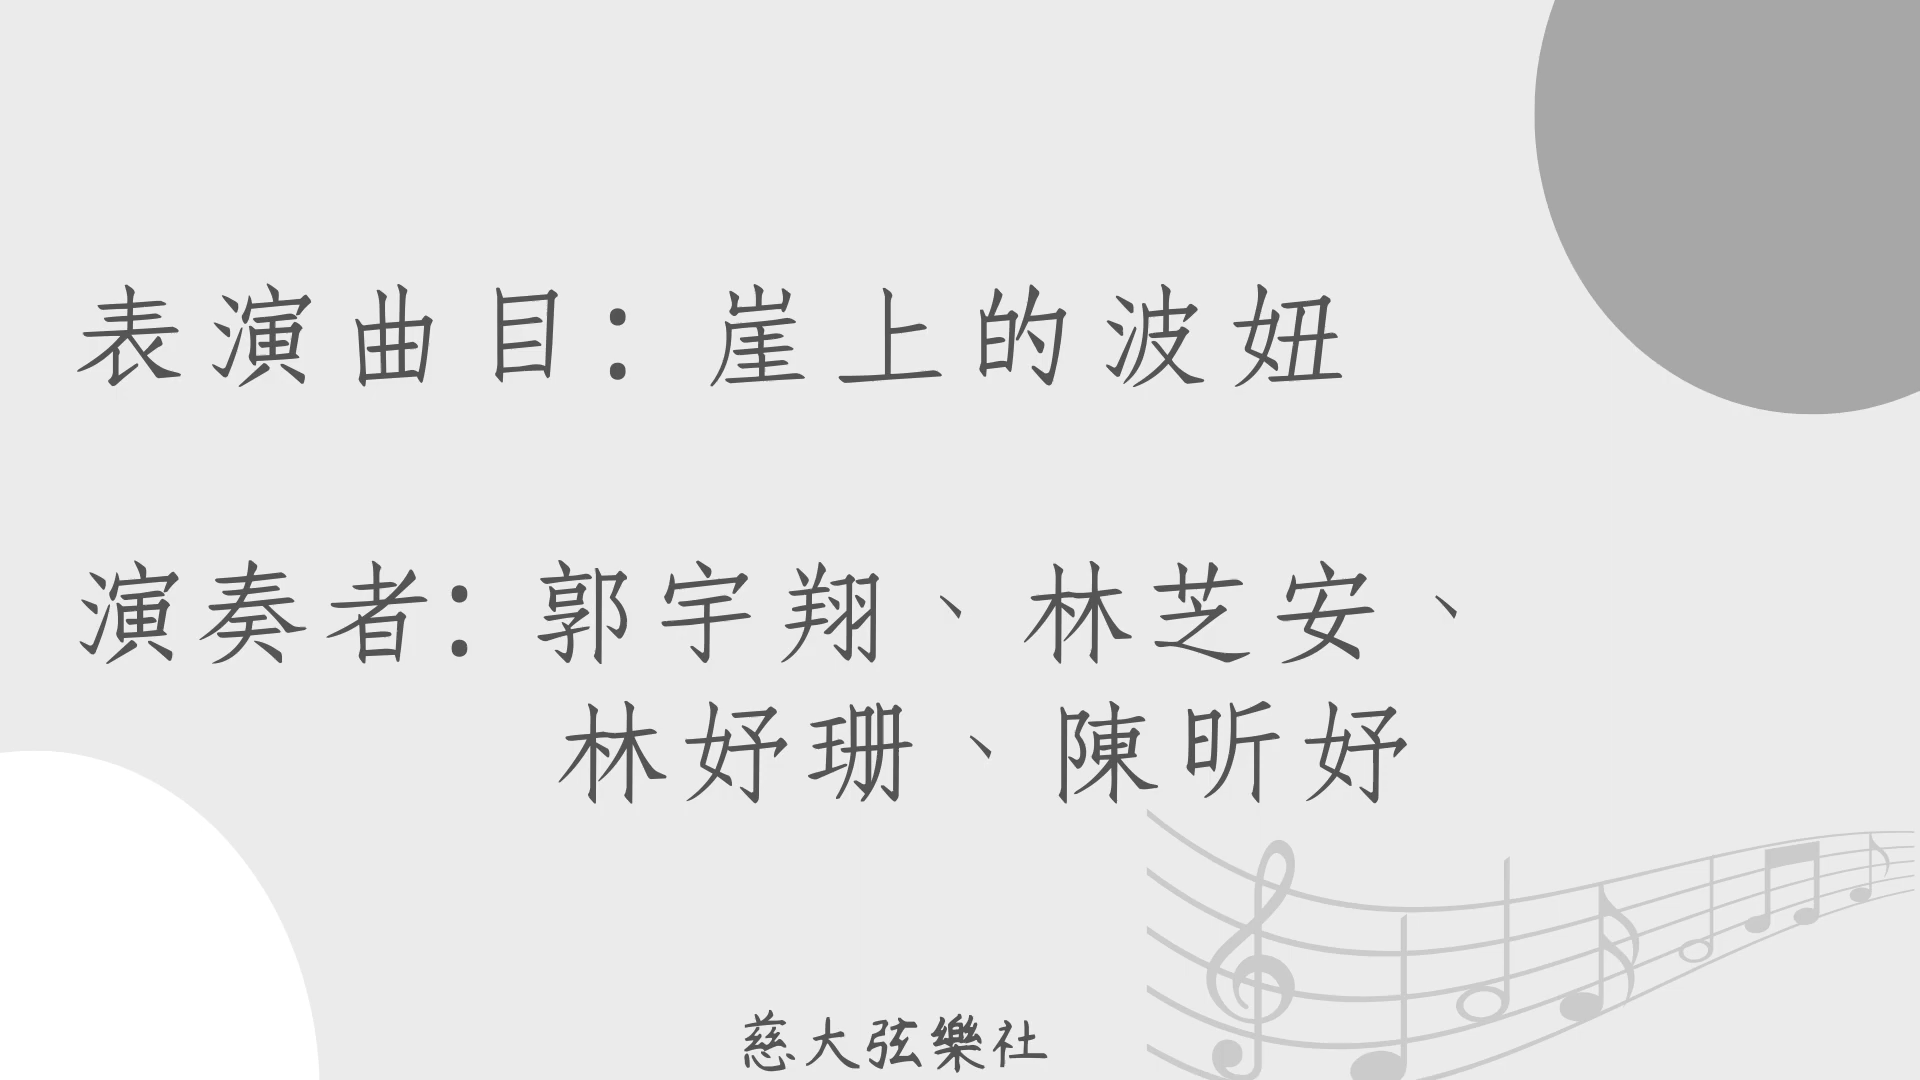 表演曲目：崖上的波妞
演奏者：郭宇翔、林芝安、
林妤珊、陳昕妤
慈大弦樂社